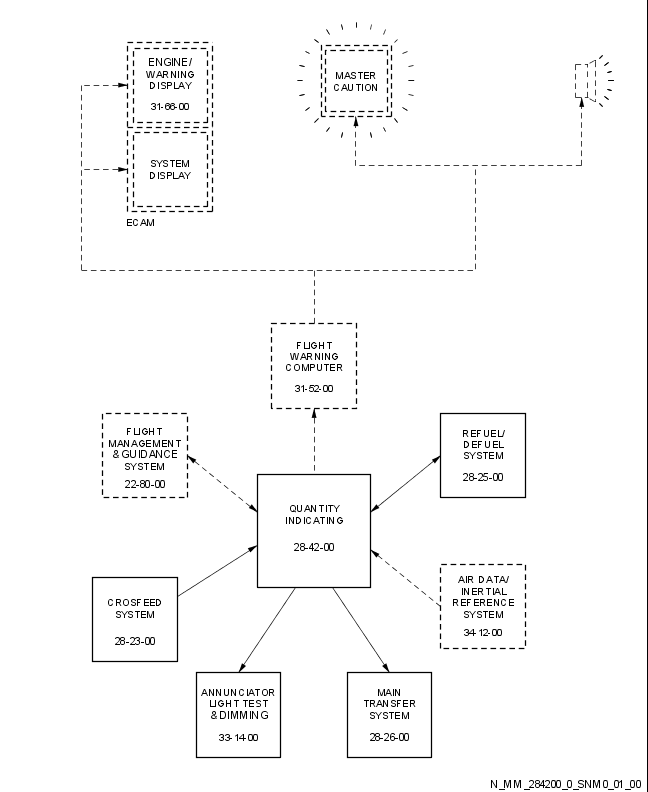 ENGINE/
WARNING
DISPLAY
31-66-00
MASTER
CAUTION
SYSTEM
DISPLAY
ECAM
FLIGHT
WARNING
COMPUTER
31-52-00
FLIGHT
MANAGEMENT
& GUIDANCE
SYSTEM
22-80-00
REFUEL/
DEFUEL
SYSTEM
28-25-00
QUANTITY
INDICATING
28-42-00
CROSFEED
SYSTEM
28-23-00
AIR DATA/
INERTIAL
REFERENCE
SYSTEM
34-12-00
ANNUNCIATOR
LIGHT TEST
& DIMMING
33-14-00
MAIN
TRANSFER
SYSTEM
28-26-00
N_MM_284200_0_SNM0_01_00